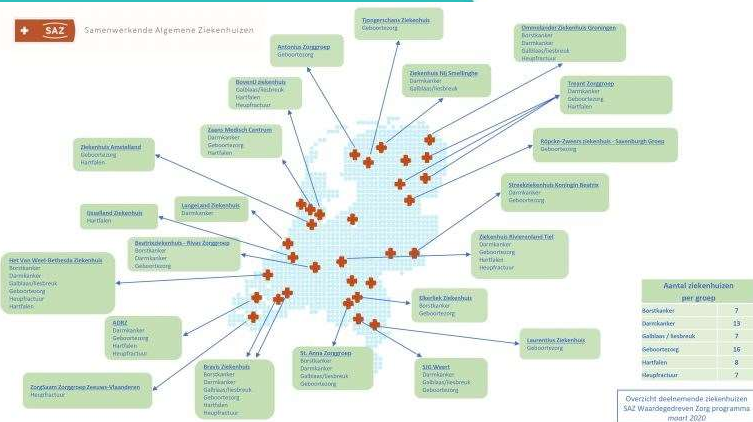 SAZ
Samenwerkende Algemene Ziekenhuizen
Tjongerschans Ziekenhuis
Geboortezorg
Antonius Zorggroep
Geboortezorg
Ommelander Ziekenhuis Groningen
Borstkanker
Darmkanker
Galblaas/liesbreuk
Heupfractuur
Ziekenhuis Nij Smellinghe
Darmkanker
Galblaas/liesbreuk
BovenIJ ziekenhuis
Galblaas/liesbreuk
Hartfalen
Heupfractuur
Treant Zorggroep
Darmkanker
Geboortezorg
Hartfalen
Zaans Medisch Centrum
Darmkanker
Geboortezorg
Hartfalen
Röpcke-Zweers ziekenhuis - Saxenburgh Groep
Geboortezorg
Ziekenhuis Amstelland
Geboortezorg
Hartfalen
Streekziekenhuis Koningin Beatrix
Darmkanker
Geboortezorg
LangeLand Ziekenhuis
Darmkanker
IJsselland Ziekenhuis
Hartfalen
Beatrixziekenhuis - Rivas Zorggroep
Borstkanker
Darmkanker
Geboortezorg
Ziekenhuis Rivierenland Tiel
Darmkanker
Geboortezorg
Hartfalen
Heupfractuur
Het Van Weel-Bethesda Ziekenhuis
Borstkanker
Darmkanker
Galblaas/liesbreuk
Geboortezorg
Heupfractuur
Hartfalen
Elkerliek Ziekenhuis
Borstkanker
Geboortezorg
ADRZ
Darmkanker
Geboortezorg
Hartfalen
Heupfractuur
Laurentius Ziekenhuis
Geboortezorg
St. Anna Zorggroep
Borstkanker
Darmkanker
Galblaas/liesbreuk
Geboortezorg
SJG Weert
Darmkanker
Galblaas/liesbreuk
Geboortezorg
Bravis Ziekenhuis
Borstkanker
Darmkanker
Galblaas/liesbreuk
Geboortezorg
Hartfalen
Heupfractuur
ZorgSaam Zorggroep Zeeuws-Vlaanderen
Heupfractuur
Aantal ziekenhuizen
per groep
Borstkanker 7
Darmkanker 13
Galblaas / liesbreuk 7
Geboortezorg 16
Hartfalen 8
Heupfractuur 7
Overzicht deelnemende ziekenhuizen
SAZ Waardegedreven Zorg programma
maart 2020